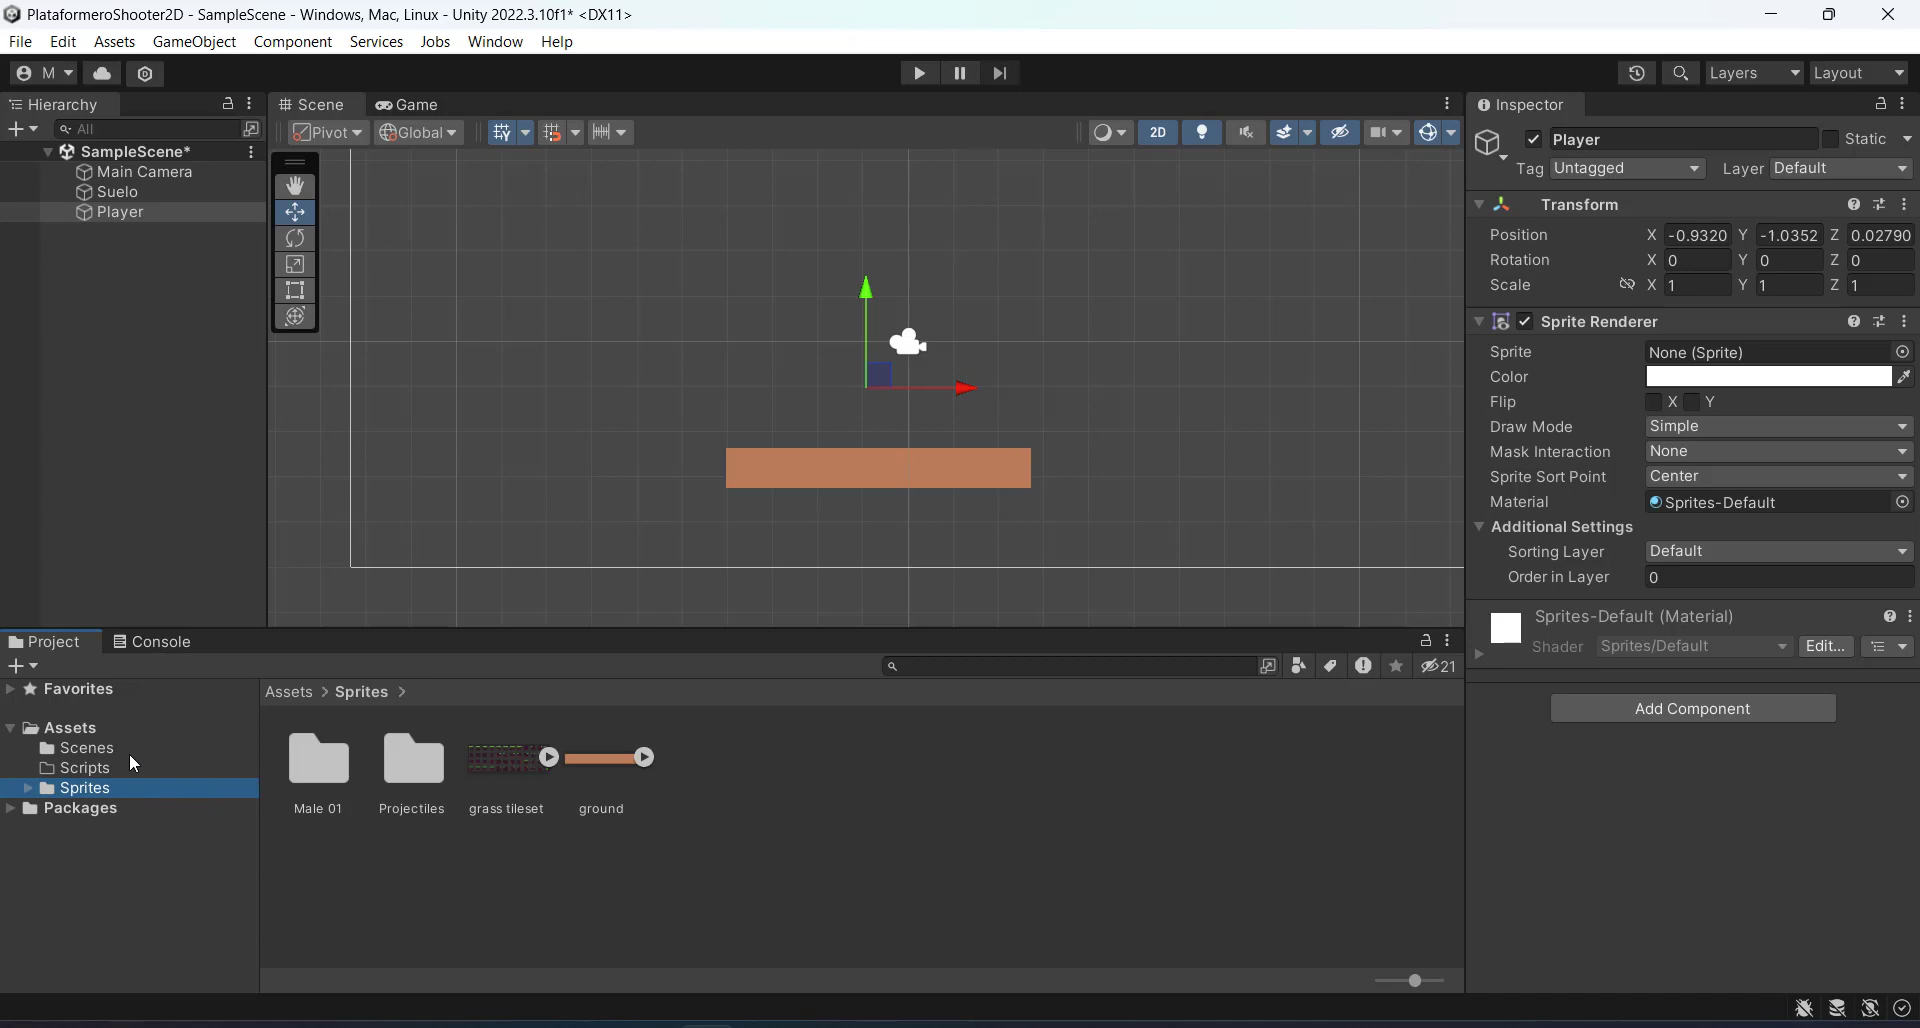 PlataformeroShooter2D - SampleScene - Windows, Mac, Linux - Unity 2022.3.10f1* <DX11>
File Edit Assets GameObject Component Services Jobs Window Help
M Layers Layout
Hierarchy
All
SampleScene*
Main Camera
Suelo
Player
Scene Game
Pivot Global 2D
Inspector
Player Static
Tag Untagged Layer Default
Transform
Position X -0.9320 Y -1.0352 Z 0.02790
Rotation X 0 Y 0 Z 0
Scale X 1 Y 1 Z 1
Sprite Renderer
Sprite None (Sprite)
Color
Flip X Y
Draw Mode Simple
Mask Interaction None
Sprite Sort Point Center
Material Sprites-Default
Additional Settings
Sorting Layer Default
Order in Layer 0
Sprites-Default (Material)
Shader Sprites/Default Edit...
Add Component
Project Console
21
Favorites
Assets
Scenes
Scripts
Sprites
Packages
Assets > Sprites >
Male 01 Projectiles grass tileset ground